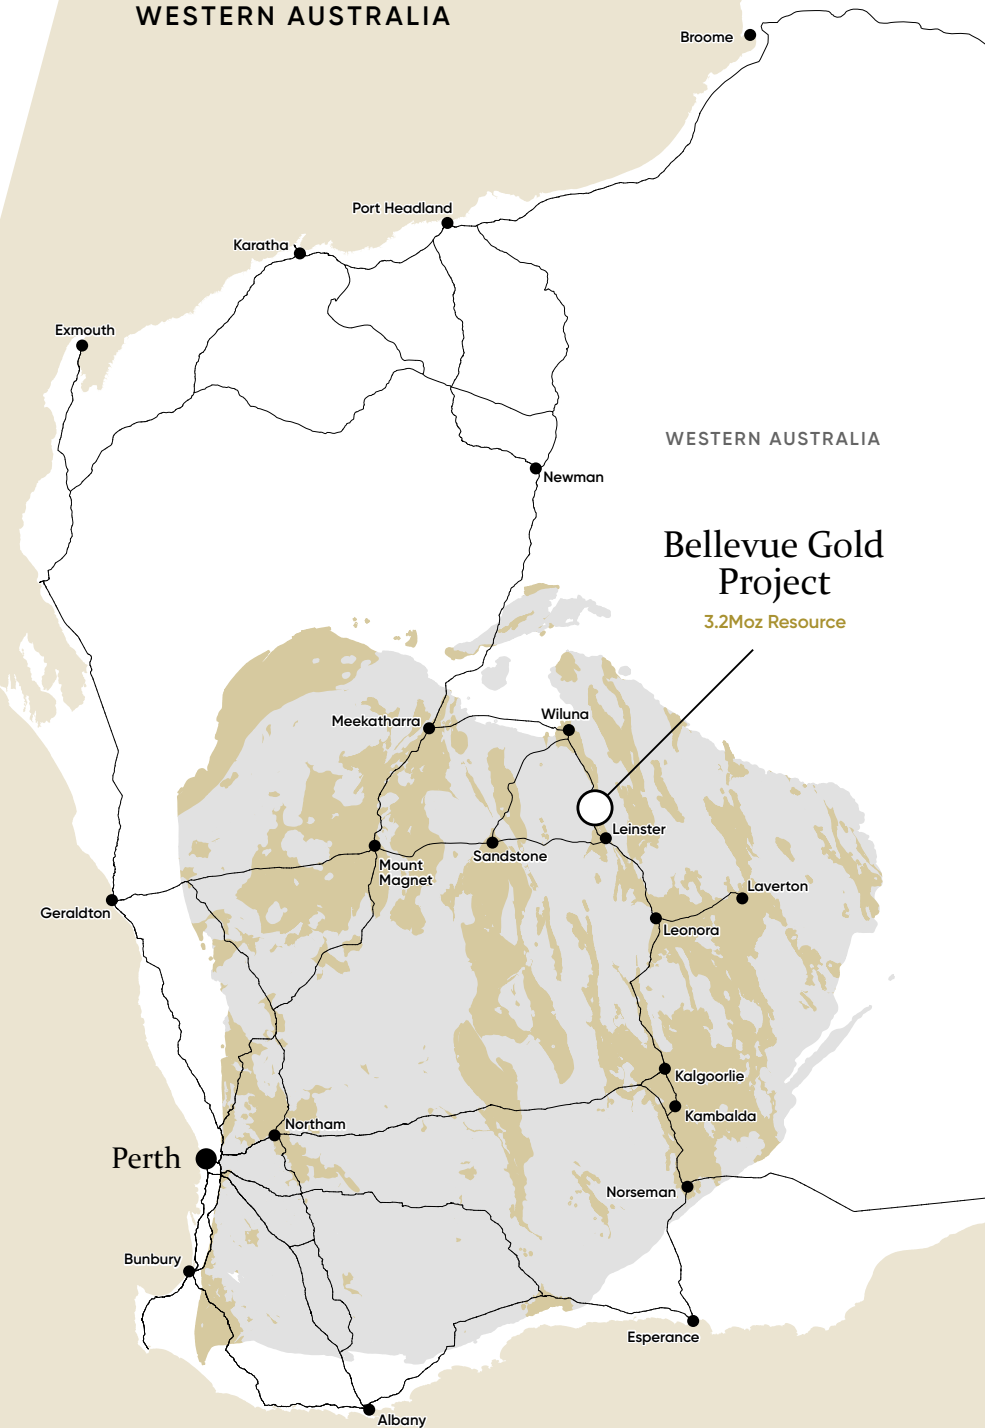 WESTERN AUSTRALIA
Broome
Port Headland
Karatha
Exmouth
WESTERN AUSTRALIA
Newman
Bellevue Gold
Project
3.2Moz Resource
Meekatharra
Wiluna
Leinster
Sandstone
Mount
Magnet
Laverton
Geraldton
Leonora
Kalgoorlie
Kambalda
Northam
Perth
Norseman
Bunbury
Esperance
Albany